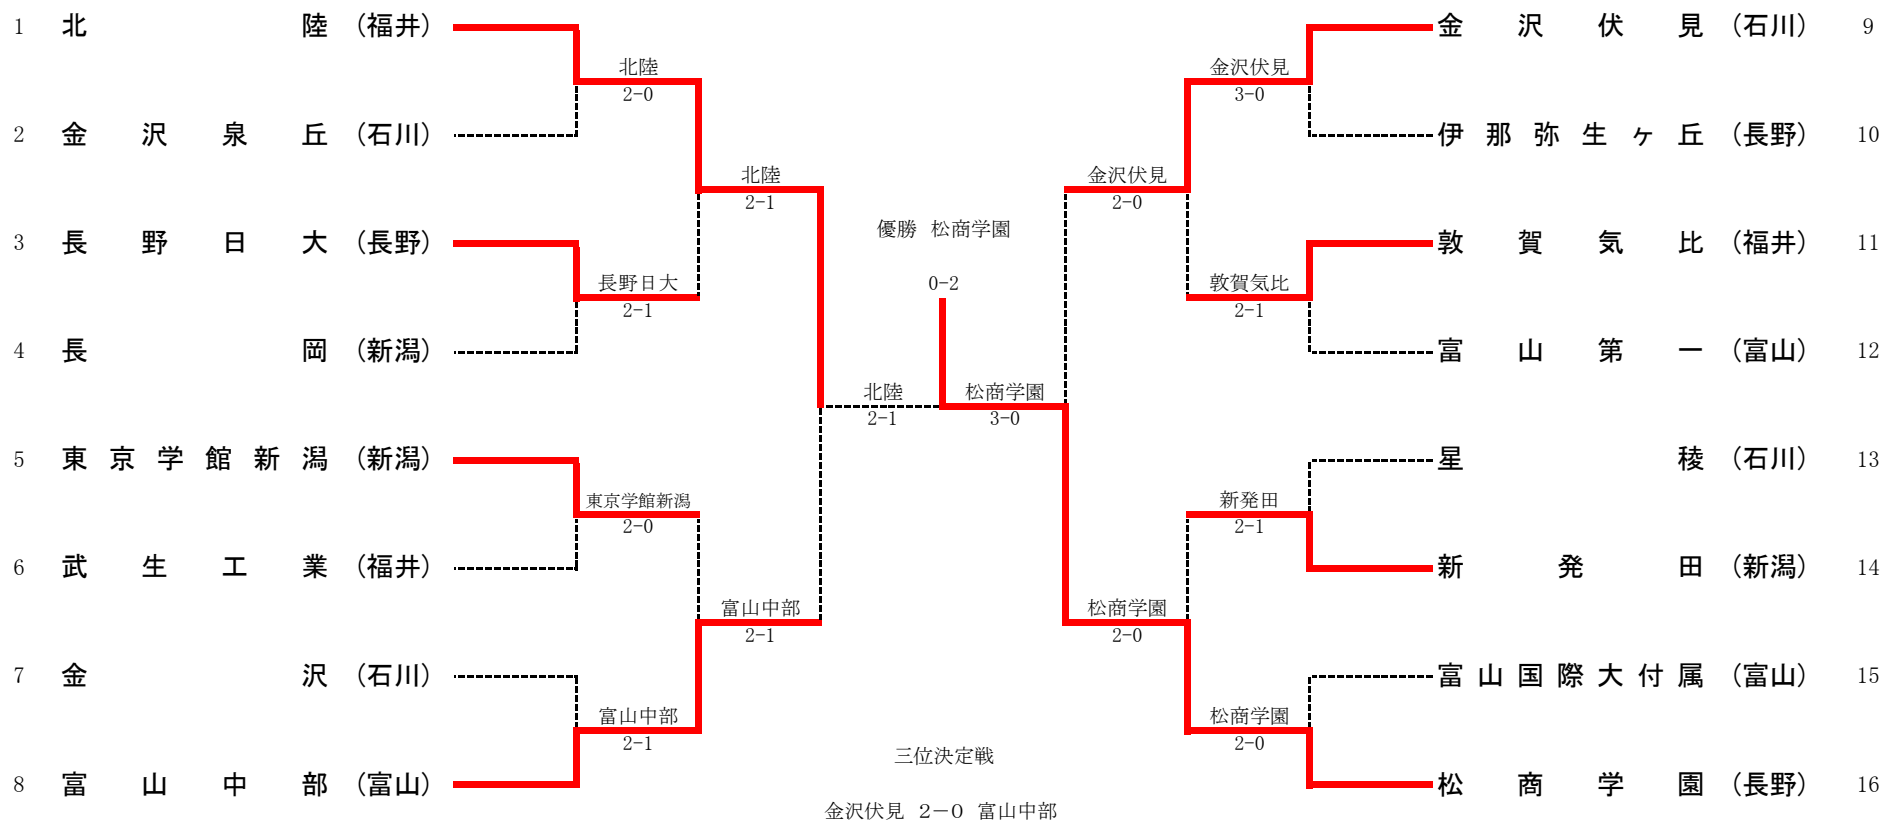 1 北陸 （福井）
北陸
2-0
2 金沢泉丘 （石川）
北陸
2-1
3 長野日大 （長野）
長野日大
2-1
4 長岡 （新潟）
北陸
2-1
5 東京学館新潟 （新潟）
東京学館新潟
2-0
6 武生工業 （福井）
富山中部
2-1
7 金沢 （石川）
富山中部
2-1
8 富山中部 （富山）
優勝 松商学園
0-2
松商学園
3-0
三位決定戦
金沢伏見 2－0 富山中部
金沢伏見 （石川） 9
金沢伏見
3-0
伊那弥生ヶ丘 （長野） 10
金沢伏見
2-0
敦賀気比 （福井） 11
敦賀気比
2-1
富山第一 （富山） 12
星稜 （石川） 13
新発田
2-1
新発田 （新潟） 14
松商学園
2-0
富山国際大付属 （富山） 15
松商学園
2-0
松商学園 （長野） 16